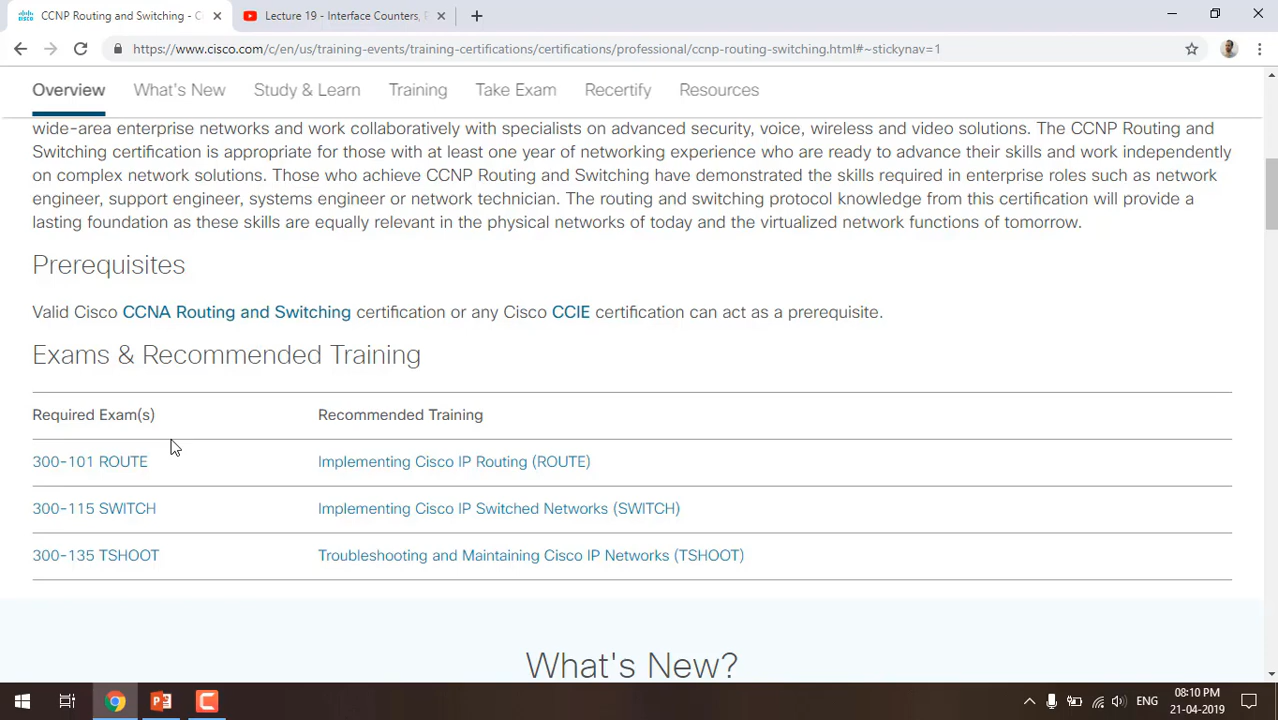 CCNP Routing and Switching - C
Lecture 19 - Interface Counters,
https://www.cisco.com/c/en/us/training-events/training-certifications/certifications/professional/ccnp-routing-switching.html#~stickynav=1
Overview What's New Study & Learn Training Take Exam Recertify Resources
wide-area enterprise networks and work collaboratively with specialists on advanced security, voice, wireless and video solutions. The CCNP Routing and
Switching certification is appropriate for those with at least one year of networking experience who are ready to advance their skills and work independently
on complex network solutions. Those who achieve CCNP Routing and Switching have demonstrated the skills required in enterprise roles such as network
engineer, support engineer, systems engineer or network technician. The routing and switching protocol knowledge from this certification will provide a
lasting foundation as these skills are equally relevant in the physical networks of today and the virtualized network functions of tomorrow.
Prerequisites
Valid Cisco CCNA Routing and Switching certification or any Cisco CCIE certification can act as a prerequisite.
Exams & Recommended Training
Required Exam(s) Recommended Training
300-101 ROUTE Implementing Cisco IP Routing (ROUTE)
300-115 SWITCH Implementing Cisco IP Switched Networks (SWITCH)
300-135 TSHOOT Troubleshooting and Maintaining Cisco IP Networks (TSHOOT)
What's New?
ENG
08:10 PM
21-04-2019